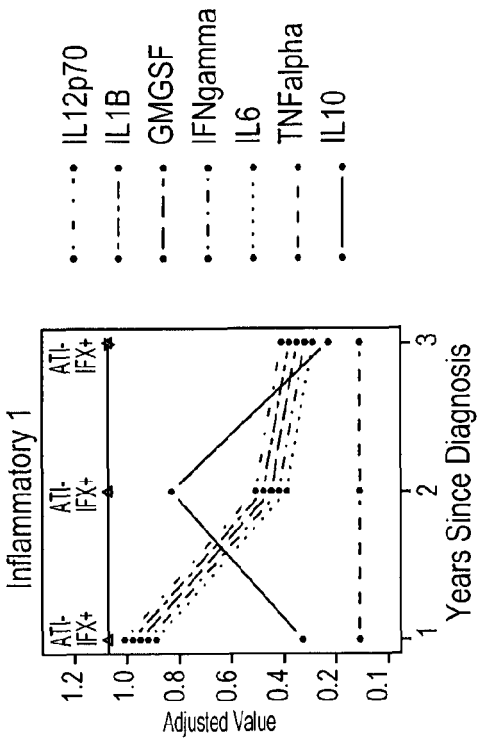 Inflammatory 1
ATI- ATI- ATI-
IFX+ IFX+ IFX+
1.2
1.0
0.8
0.6
0.4
0.2
0.1
Adjusted Value
1 2 3
Years Since Diagnosis
IL12p70
IL1B
GMGSF
IFNgamma
IL6
TNFalpha
IL10